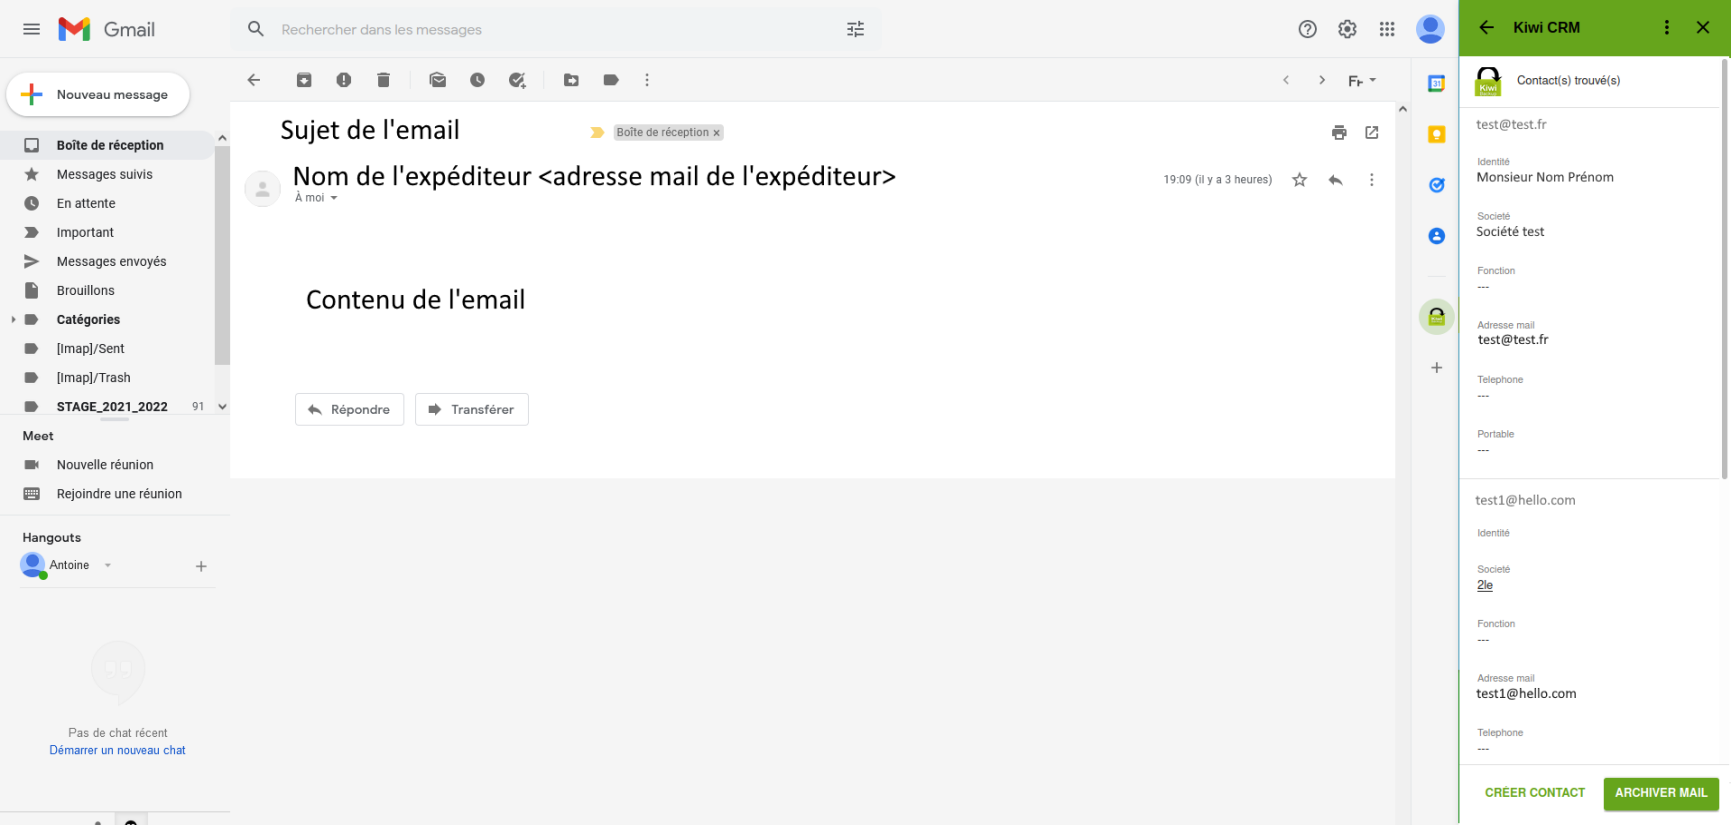 Gmail
Rechercher dans les messages
Nouveau message
Boîte de réception
Messages suivis
En attente
Important
Messages envoyés
Brouillons
Catégories
[Imap]/Sent
[Imap]/Trash
STAGE_2021_2022 91
Meet
Nouvelle réunion
Rejoindre une réunion
Hangouts
Antoine
Pas de chat récent
Démarrer un nouveau chat
Sujet de l'email
Boîte de réception ×
Nom de l'expéditeur <adresse mail de l'expéditeur>
À moi
19:09 (il y a 3 heures)
Contenu de l'email
Répondre
Transférer
31
Kiwi CRM
Kiwi
Contact(s) trouvé(s)
test@test.fr
Identité
Monsieur Nom Prénom
Societé
Société test
Fonction
---
Adresse mail
test@test.fr
Telephone
---
Portable
---
test1@hello.com
Identité
Societé
2le
Fonction
---
Adresse mail
test1@hello.com
Telephone
---
CRÉER CONTACT
ARCHIVER MAIL